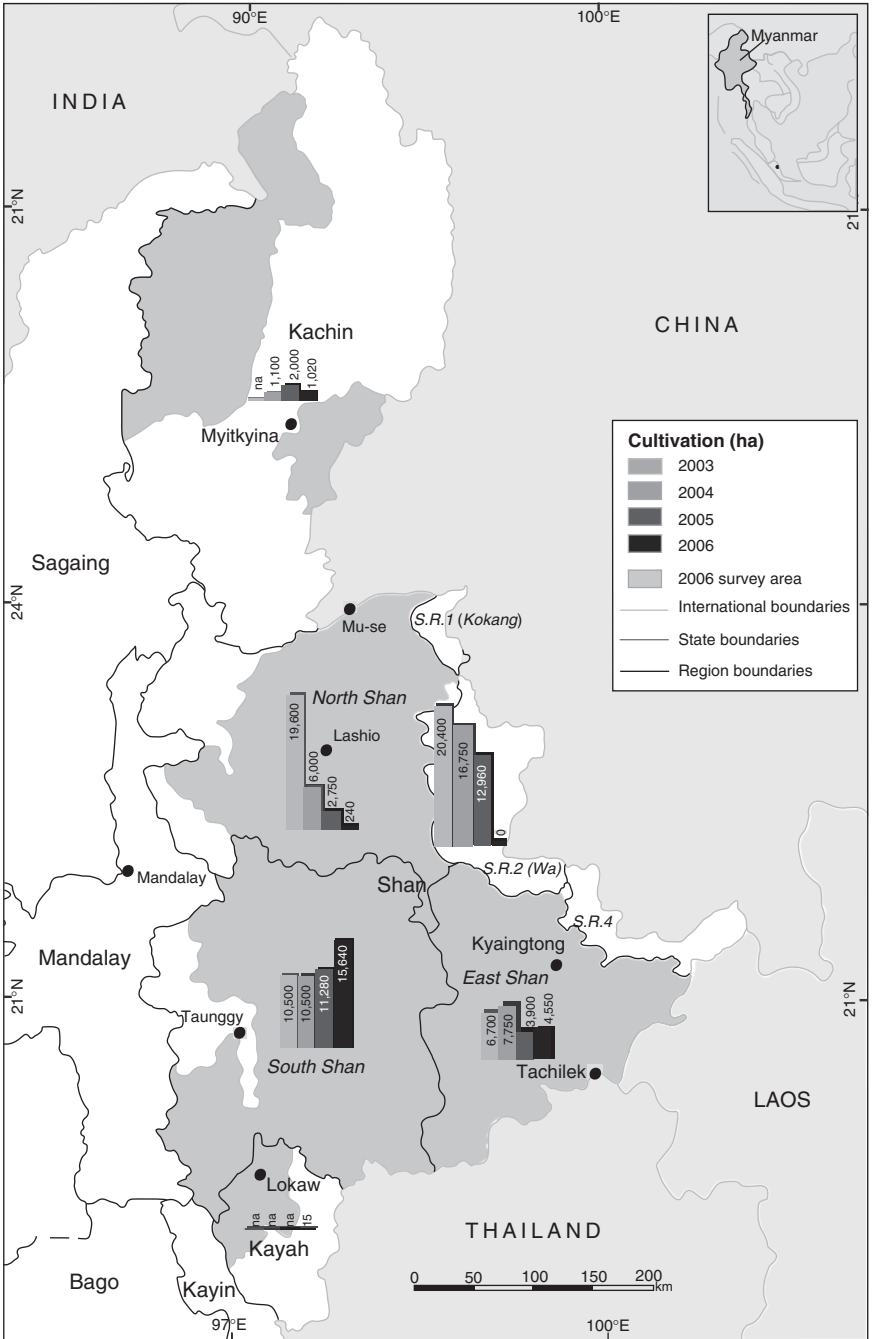 90°E
100°E
Myanmar
INDIA
21°N
21
Kachin
CHINA
na
1,100
2,000
1,020
Myitkyina
Cultivation (ha)
2003
2004
2005
2006
2006 survey area
International boundaries
State boundaries
Region boundaries
Sagaing
24°N
Mu-se
S.R.1 (Kokang)
North Shan
Lashio
19,600
6,000
2,750
240
20,400
16,750
12,960
0
Mandalay
Shan
S.R.2 (Wa)
S.R.4
Mandalay
Kyaingtong
East Shan
21°N
21°N
10,500
10,500
11,280
15,640
6,700
7,750
3,900
4,550
Taunggy
South Shan
Tachilek
LAOS
Lokaw
na
na
na
15
Kayah
THAILAND
Bago
Kayin
0 50 100 150 200
km
97°E
100°E